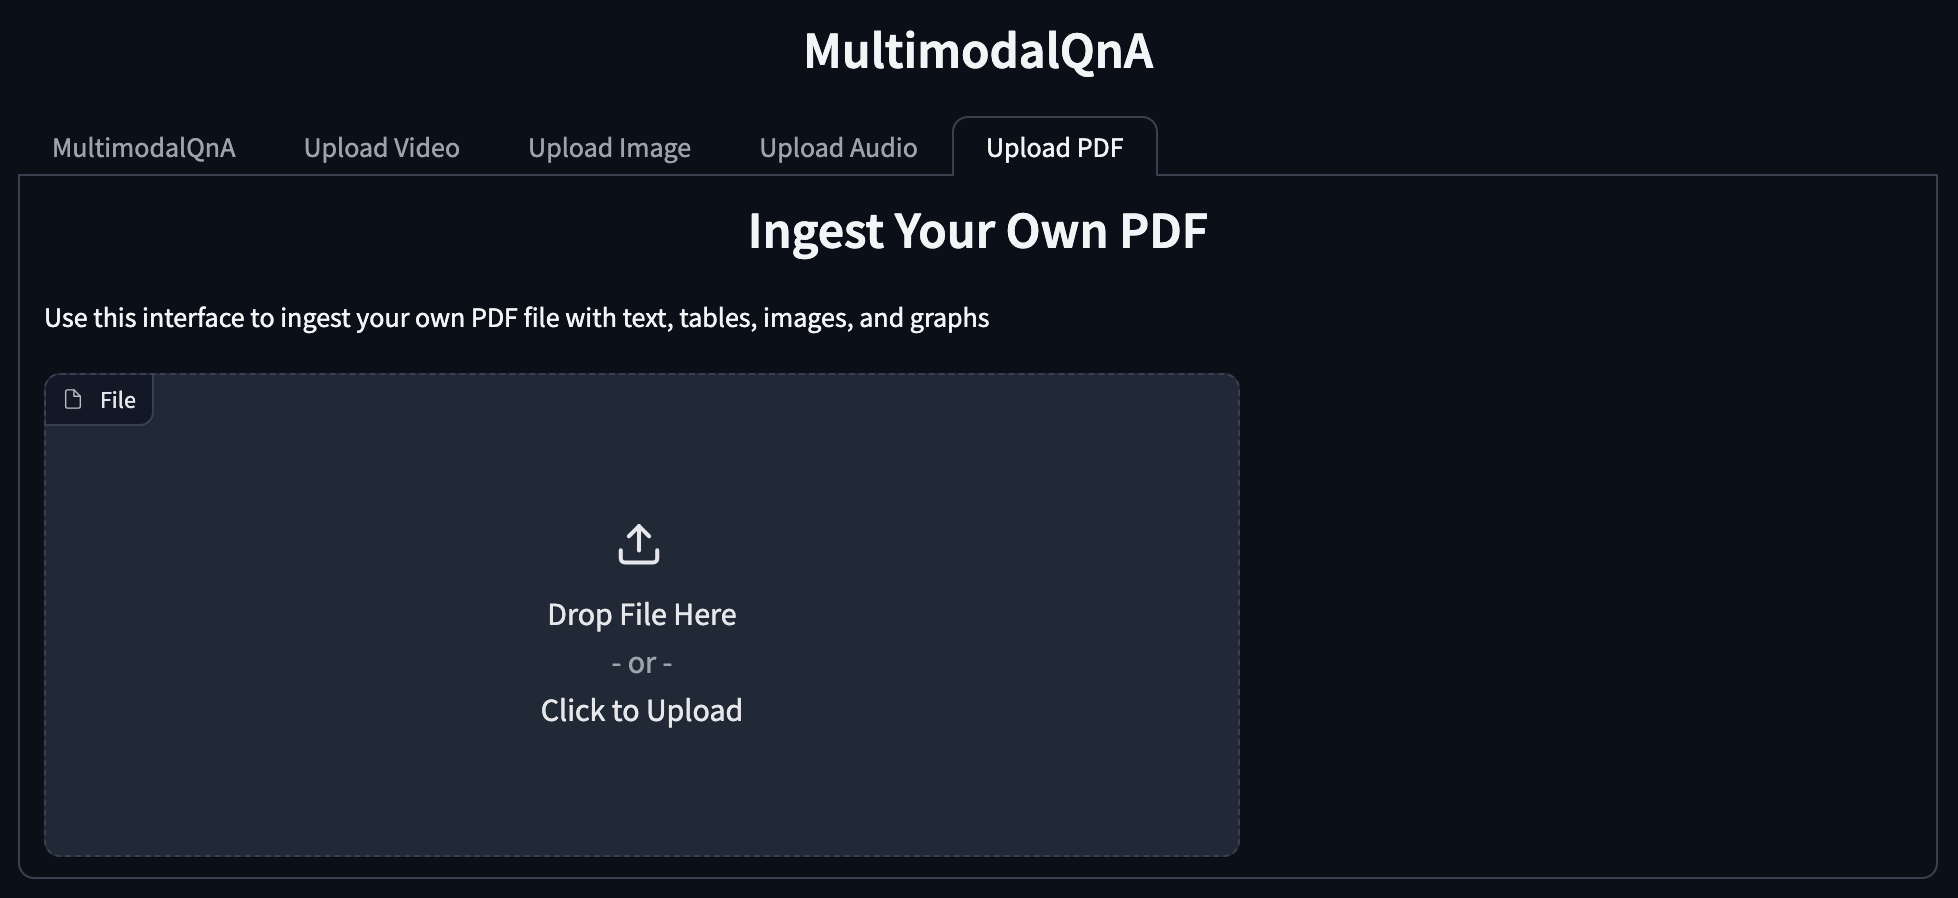 MultimodalQnA
MultimodalQnA Upload Video Upload Image Upload Audio Upload PDF
Ingest Your Own PDF
Use this interface to ingest your own PDF file with text, tables, images, and graphs
File
Drop File Here
- or -
Click to Upload